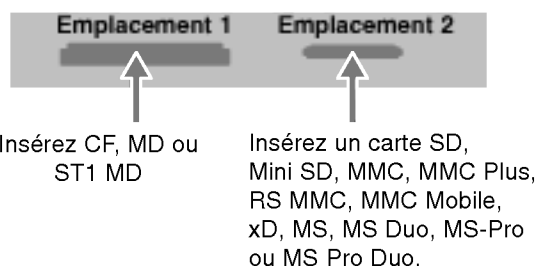 Emplacement 1
Emplacement 2
Insérez CF, MD ou
ST1 MD
Insérez un carte SD,
Mini SD, MMC, MMC Plus,
RS MMC, MMC Mobile,
xD, MS, MS Duo, MS-Pro
ou MS Pro Duo.